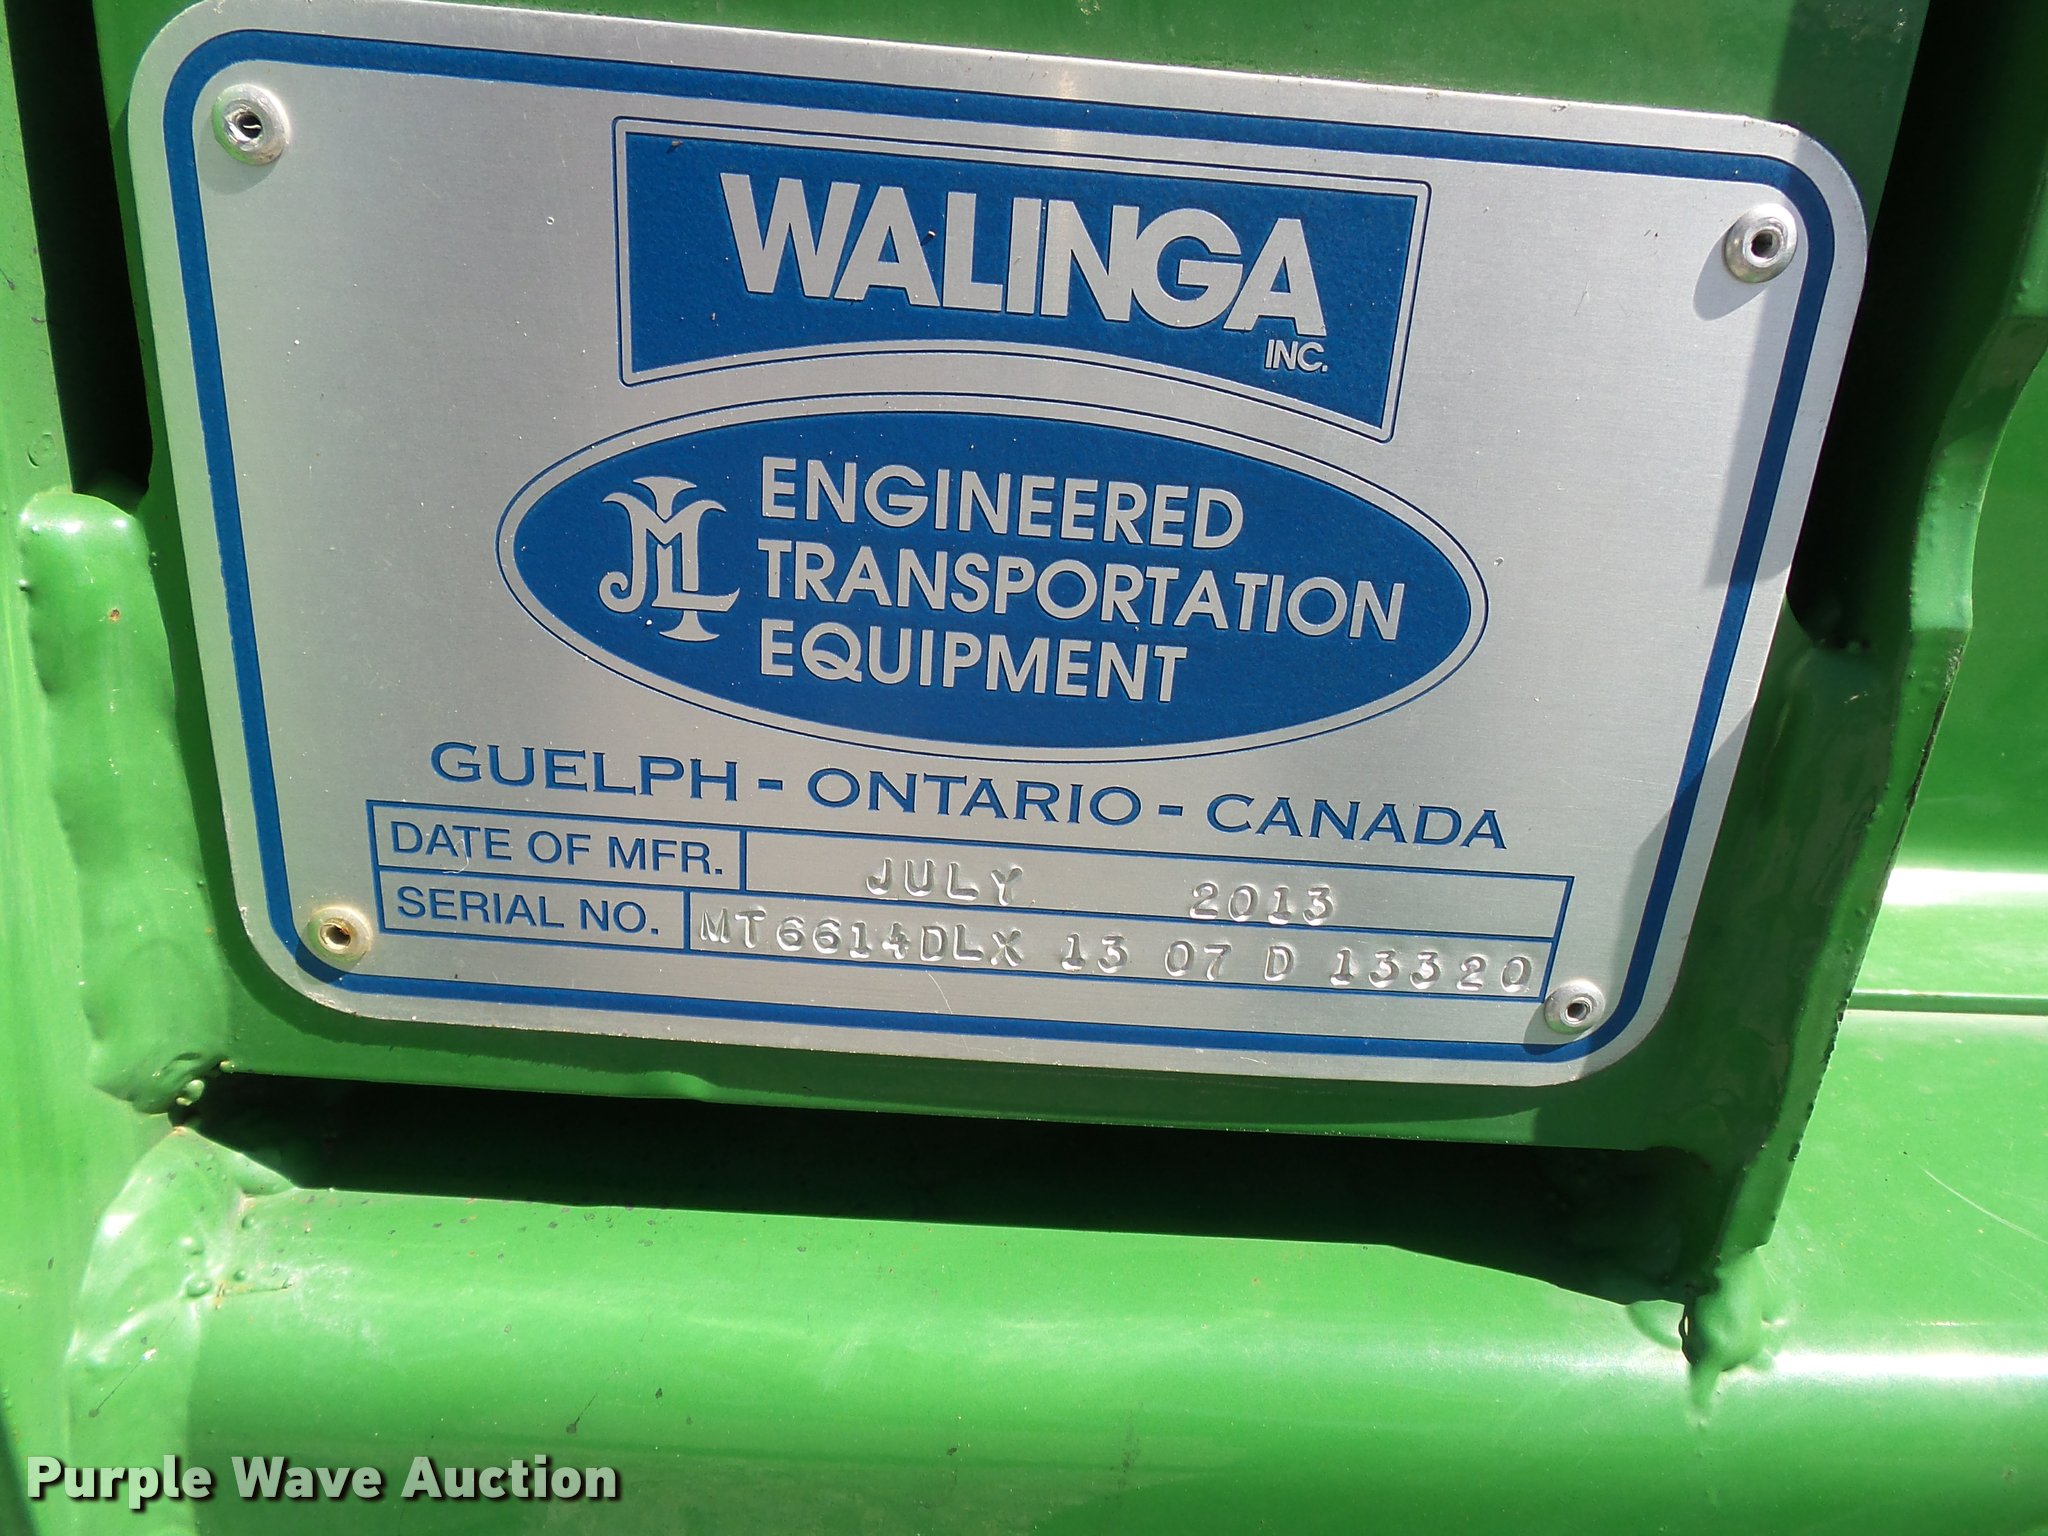 WALINGA
INC.
MLI
ENGINEERED
TRANSPORTATION
EQUIPMENT
GUELPH - ONTARIO - CANADA
DATE OF MFR. JULY 2013
SERIAL NO. MT6614DLX 13 07 D 13320
Purple Wave Auction